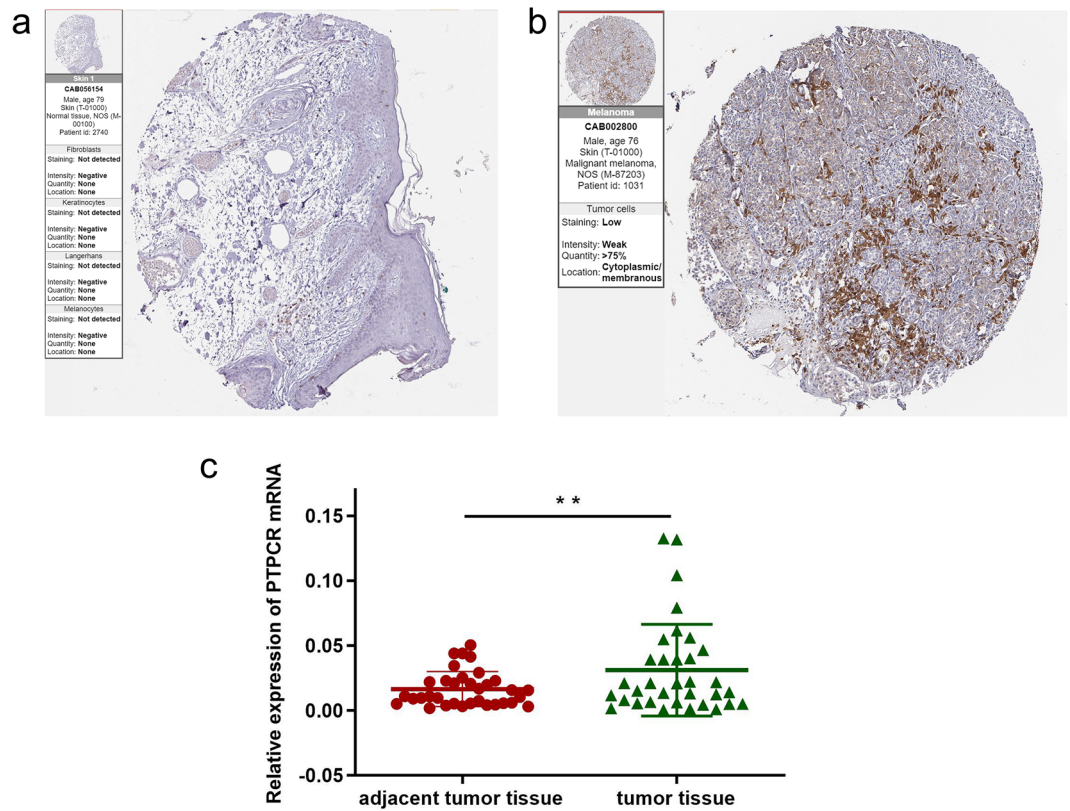 a
Skin 1
CAB056154
Male, age 79
Skin (T-01000)
Normal tissue, NOS (M-
00100)
Patient id: 2740
Fibroblasts
Staining: Not detected
Intensity: Negative
Quantity: None
Location: None
Keratinocytes
Staining: Not detected
Intensity: Negative
Quantity: None
Location: None
Langerhans
Staining: Not detected
Intensity: Negative
Quantity: None
Location: None
Melanocytes
Staining: Not detected
Intensity: Negative
Quantity: None
Location: None
b
Melanoma
CAB002800
Male, age 76
Skin (T-01000)
Malignant melanoma,
NOS (M-87203)
Patient id: 1031
Tumor cells
Staining: Low
Intensity: Weak
Quantity: >75%
Location: Cytoplasmic/
membranous
c
Relative expression of PTPCR mRNA
**
0.15
0.10
0.05
0.00
-0.05
adjacent tumor tissue
tumor tissue